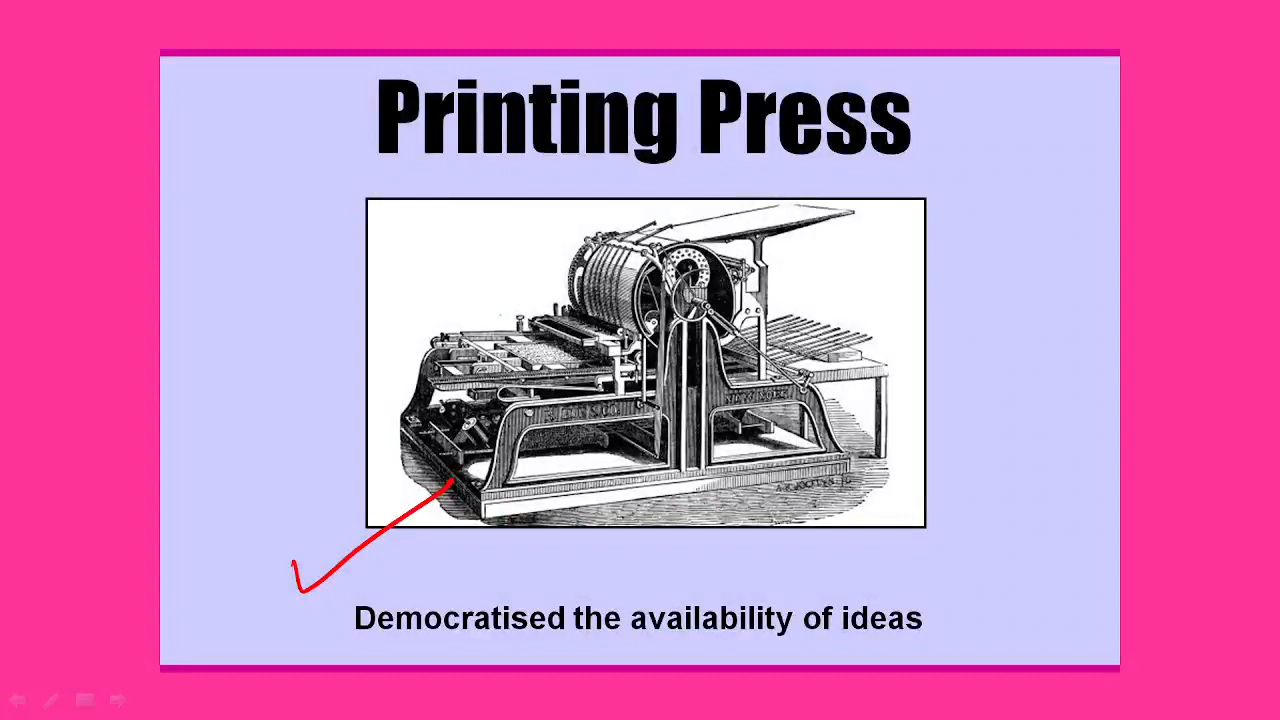 Printing Press
Democratised the availability of ideas